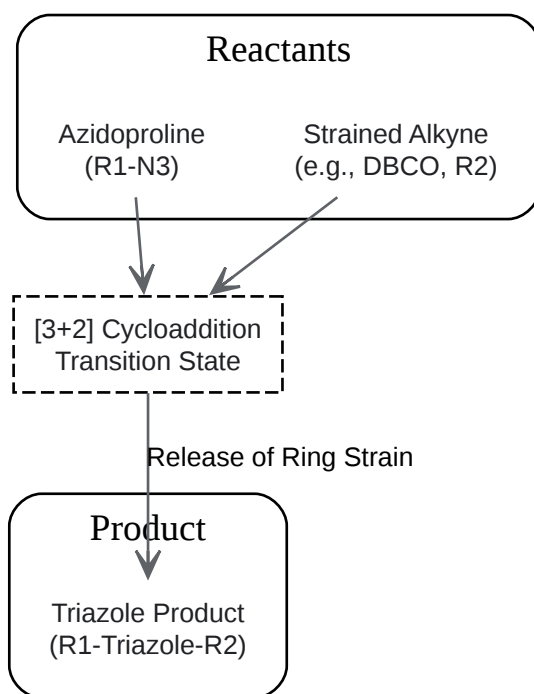 Reactants
Azidoproline
(R1-N3)
Strained Alkyne
(e.g., DBCO, R2)
[3+2] Cycloaddition
Transition State
Release of Ring Strain
Product
Triazole Product
(R1-Triazole-R2)